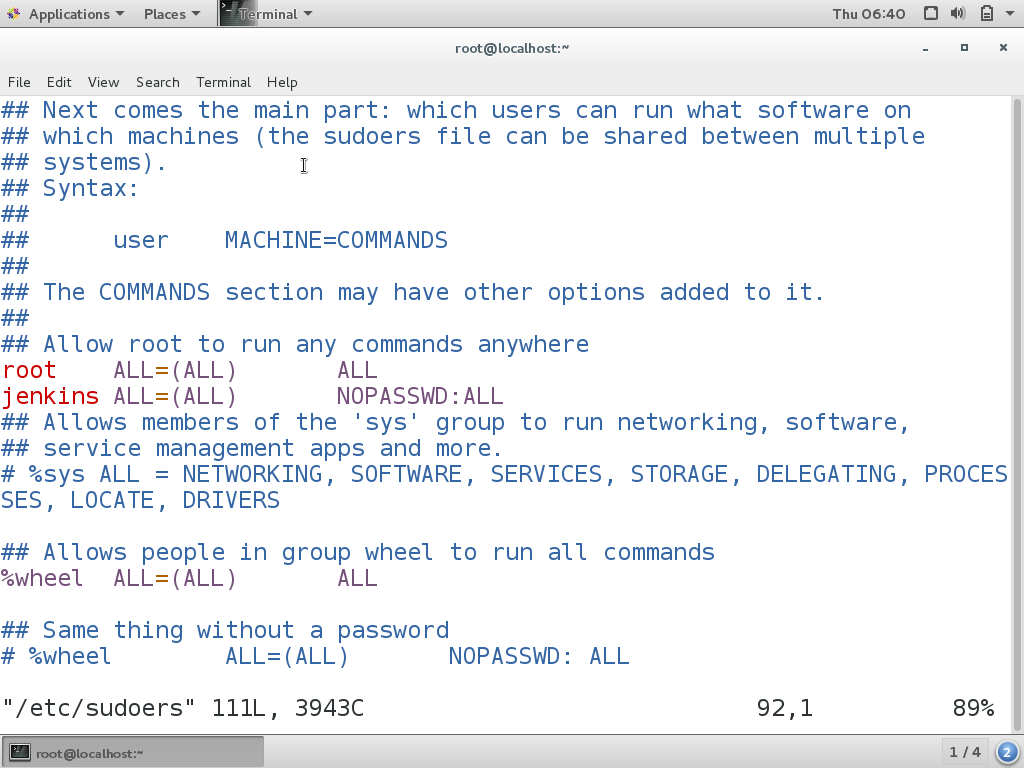 Applications Places Terminal Thu 06:40
root@localhost:~
File Edit View Search Terminal Help
## Next comes the main part: which users can run what software on
## which machines (the sudoers file can be shared between multiple
## systems).
## Syntax:
##
##      user    MACHINE=COMMANDS
##
## The COMMANDS section may have other options added to it.
##
## Allow root to run any commands anywhere
root    ALL=(ALL)       ALL
jenkins ALL=(ALL)       NOPASSWD:ALL
## Allows members of the 'sys' group to run networking, software,
## service management apps and more.
# %sys ALL = NETWORKING, SOFTWARE, SERVICES, STORAGE, DELEGATING, PROCES
SES, LOCATE, DRIVERS
## Allows people in group wheel to run all commands
%wheel  ALL=(ALL)       ALL
## Same thing without a password
# %wheel        ALL=(ALL)       NOPASSWD: ALL
"/etc/sudoers" 111L, 3943C 92,1 89%
root@localhost:~ 1 / 4 2